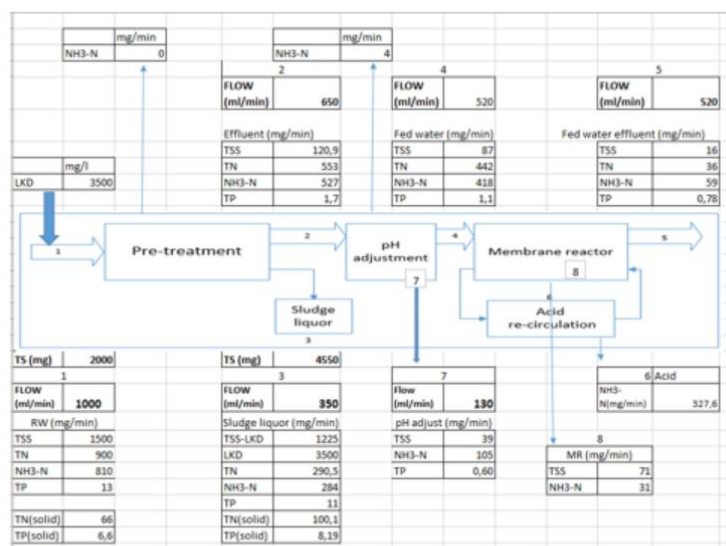 mg/min
NH3-N 0
mg/min
NH3-N 4
2
FLOW
(ml/min) 650
4
FLOW
(ml/min) 520
5
FLOW
(ml/min) 520
Effluent (mg/min)
TSS 120,9
TN 553
NH3-N 527
TP 1,7
Fed water (mg/min)
TSS 87
TN 442
NH3-N 418
TP 1,1
Fed water effluent (mg/min)
TSS 16
TN 36
NH3-N 59
TP 0,78
mg/l
LKD 3500
1
Pre-treatment
2
pH
adjustment
7
4
Membrane reactor
8
5
Sludge
liquor
3
6
Acid
re-circulation
TS (mg) 2000
1
FLOW
(ml/min) 1000
RW (mg/min)
TSS 1500
TN 900
NH3-N 810
TP 13
TN(solid) 66
TP(solid) 6,6
TS (mg) 4550
3
FLOW
(ml/min) 350
Sludge liquor (mg/min)
TSS-LKD 1225
LKD 3500
TN 290,5
NH3-N 284
TP 11
TN(solid) 100,1
TP(solid) 8,19
7
Flow
(ml/min) 130
pH adjust (mg/min)
TSS 39
NH3-N 105
TP 0,60
6 Acid
NH3-
N(mg/min) 327,6
8
MR (mg/min)
TSS 71
NH3-N 31